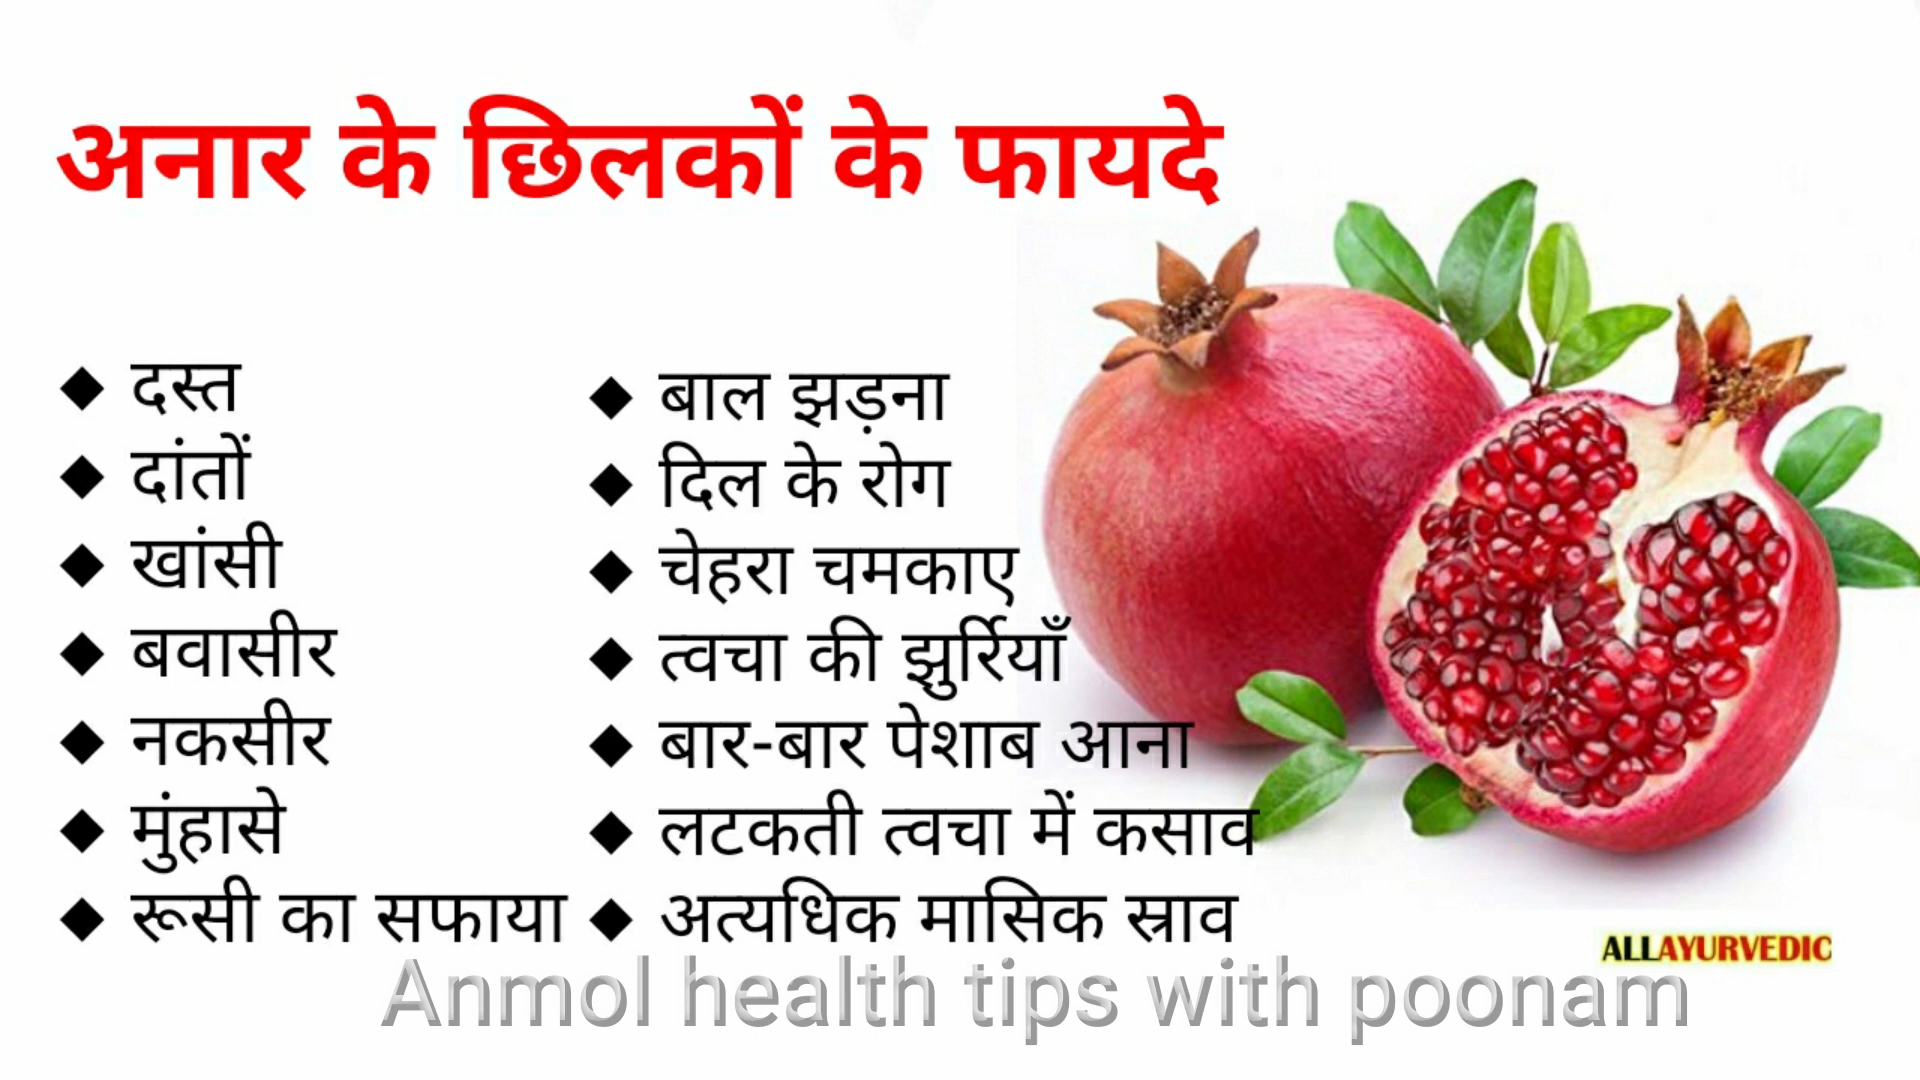 अनार के छिलकों के फायदे
◆ दस्त
◆ दांतों
◆ खांसी
◆ बवासीर
◆ नकसीर
◆ मुंहासे
◆ रूसी का सफाया
◆ बाल झड़ना
◆ दिल के रोग
◆ चेहरा चमकाए
◆ त्वचा की झुर्रियाँ
◆ बार-बार पेशाब आना
◆ लटकती त्वचा में कसाव
◆ अत्यधिक मासिक स्राव
ALLAYURVEDIC
Anmol health tips with poonam